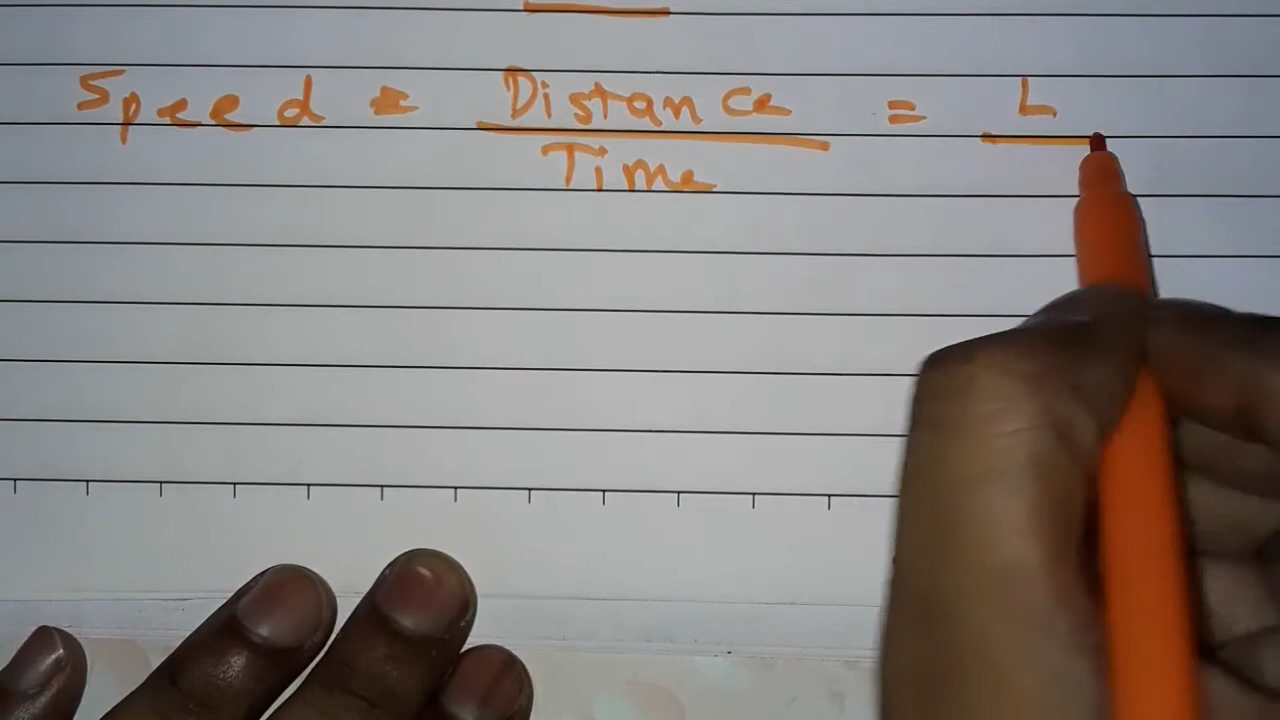 Speed = Distance / Time = L /